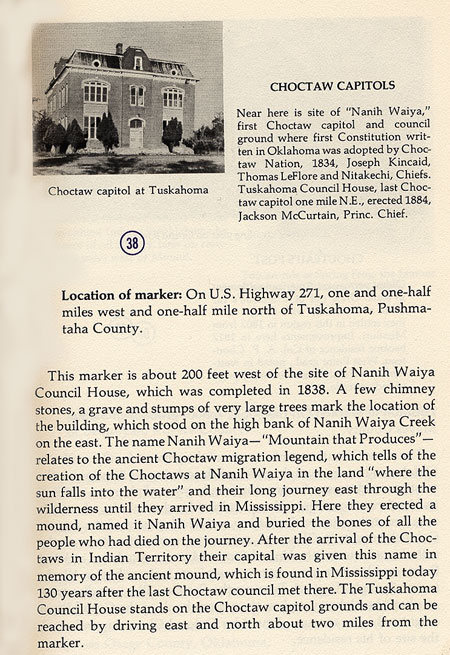 CHOCTAW CAPITOLS
Near here is site of "Nanih Waiya,"
first Choctaw capitol and council
ground where first Constitution writ-
ten in Oklahoma was adopted by Choc-
taw Nation, 1834, Joseph Kincaid,
Thomas LeFlore and Nitakechi, Chiefs.
Tuskahoma Council House, last Choc-
taw capitol one mile N.E., erected 1884,
Jackson McCurtain, Princ. Chief.
Choctaw capitol at Tuskahoma
38
Location of marker: On U.S. Highway 271, one and one-half
miles west and one-half mile north of Tuskahoma, Pushma-
taha County.
This marker is about 200 feet west of the site of Nanih Waiya
Council House, which was completed in 1838. A few chimney
stones, a grave and stumps of very large trees mark the location of
the building, which stood on the high bank of Nanih Waiya Creek
on the east. The name Nanih Waiya—"Mountain that Produces"—
relates to the ancient Choctaw migration legend, which tells of the
creation of the Choctaws at Nanih Waiya in the land "where the
sun falls into the water" and their long journey east through the
wilderness until they arrived in Mississippi. Here they erected a
mound, named it Nanih Waiya and buried the bones of all the
people who had died on the journey. After the arrival of the Choc-
taws in Indian Territory their capital was given this name in
memory of the ancient mound, which is found in Mississippi today
130 years after the last Choctaw council met there. The Tuskahoma
Council House stands on the Choctaw capitol grounds and can be
reached by driving east and north about two miles from the
marker.